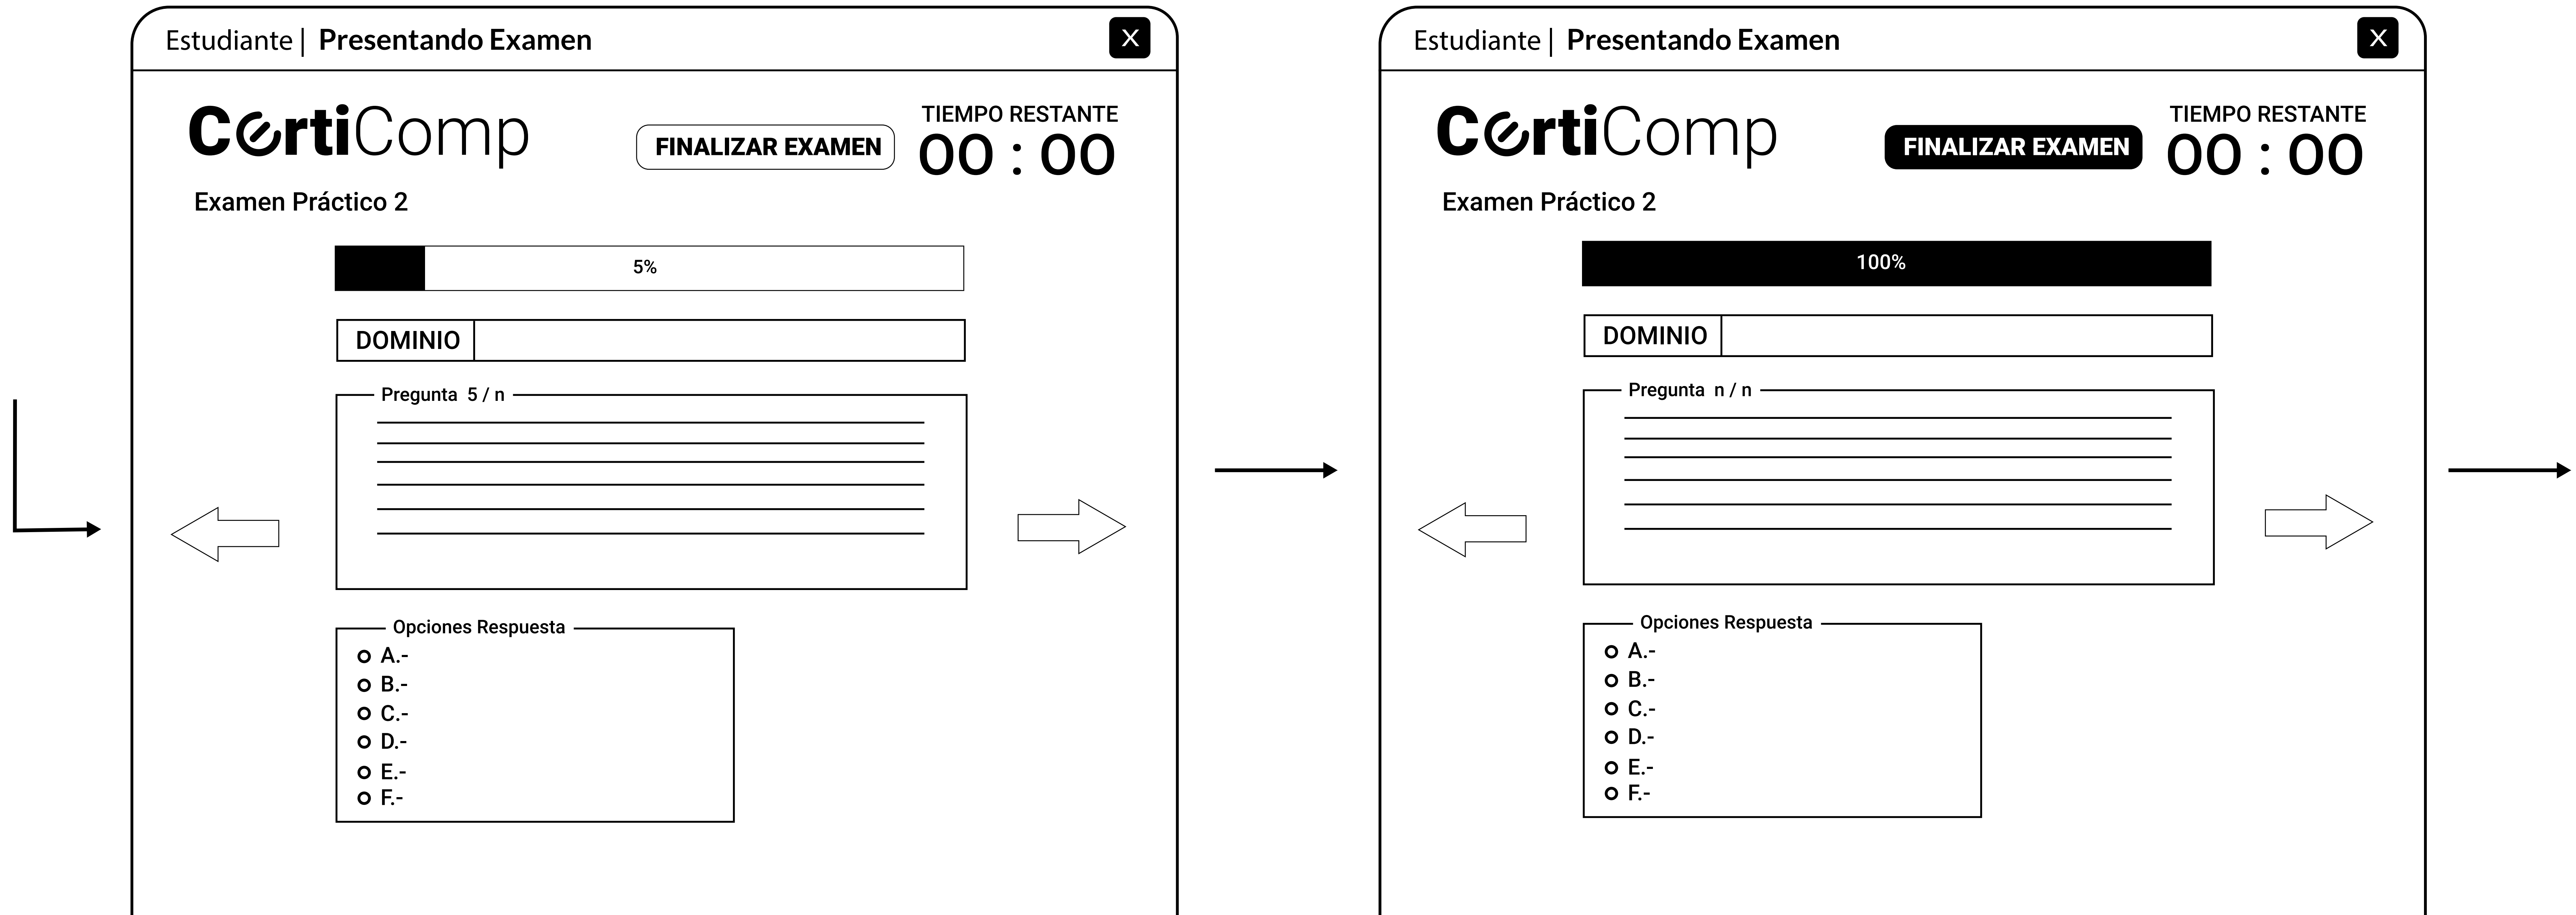 Estudiante | Presentando Examen
X
CertiComp
FINALIZAR EXAMEN
TIEMPO RESTANTE
00 : 00
Examen Práctico 2
5%
DOMINIO
Pregunta 5 / n
Opciones Respuesta
A.-
B.-
C.-
D.-
E.-
F.-
Estudiante | Presentando Examen
X
CertiComp
FINALIZAR EXAMEN
TIEMPO RESTANTE
00 : 00
Examen Práctico 2
100%
DOMINIO
Pregunta n / n
Opciones Respuesta
A.-
B.-
C.-
D.-
E.-
F.-